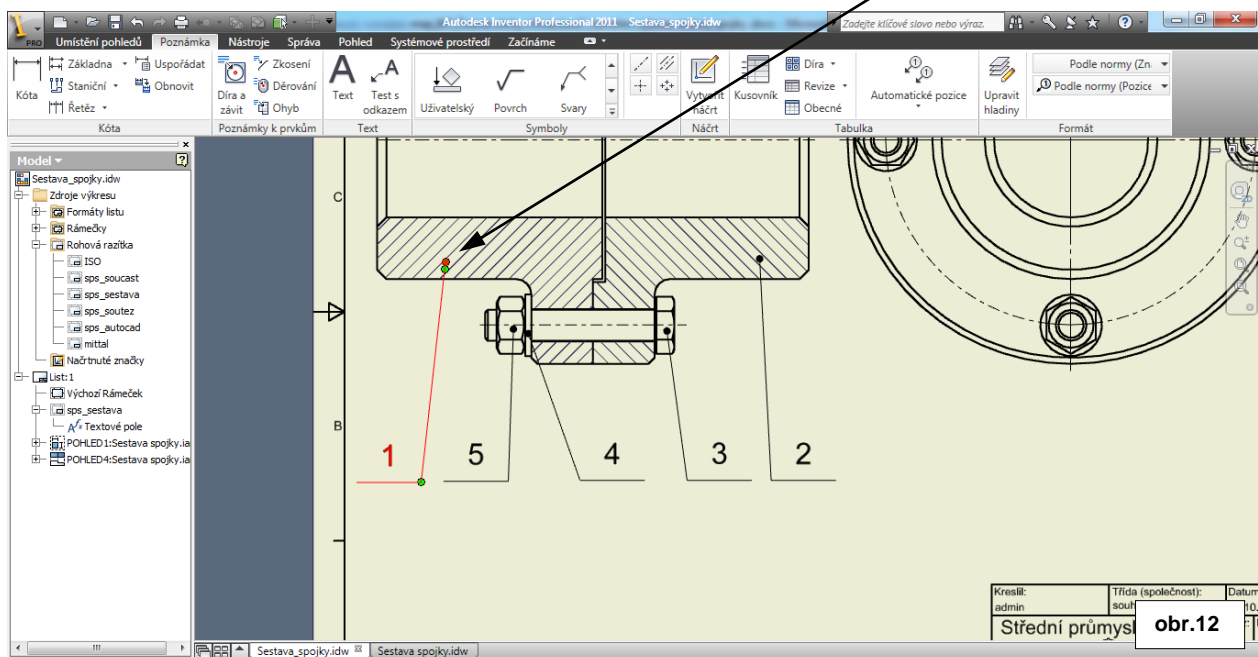 Autodesk Inventor Professional 2011 Sestava_spojky.idw
Zadejte klíčové slovo nebo výraz.
PRO
Umístění pohledů Poznámka Nástroje Správa Pohled Systémové prostředí Začínáme
Kóta
Základna
Staniční
Řetěz
Uspořádat
Obnovit
Díra a závit
Zkosení
Děrování
Ohyb
Text
Test s odkazem
Uživatelský
Povrch
Svary
Vytvořit náčrt
Kusovník
Díra
Revize
Obecné
Automatické pozice
Upravit hladiny
Podle normy (Zn.
Podle normy (Pozice
Kóta Poznámky k prvkům Text Symboly Náčrt Tabulka Formát
Model
Sestava_spojky.idw
Zdroje výkresu
Formáty listu
Rámečky
Rohová razítka
ISO
sps_soucast
sps_sestava
sps_soutez
sps_autocad
mittal
Načrtnuté značky
List:1
Výchozí Rámeček
sps_sestava
Textové pole
POHLED1:Sestava spojky.ia
POHLED4:Sestava spojky.ia
C
B
1 5 4 3 2
Kreslil: Třída (společnost): Datum
admin
Střední průmysl
obr.12
Sestava_spojky.idw Sestava spojky.idw